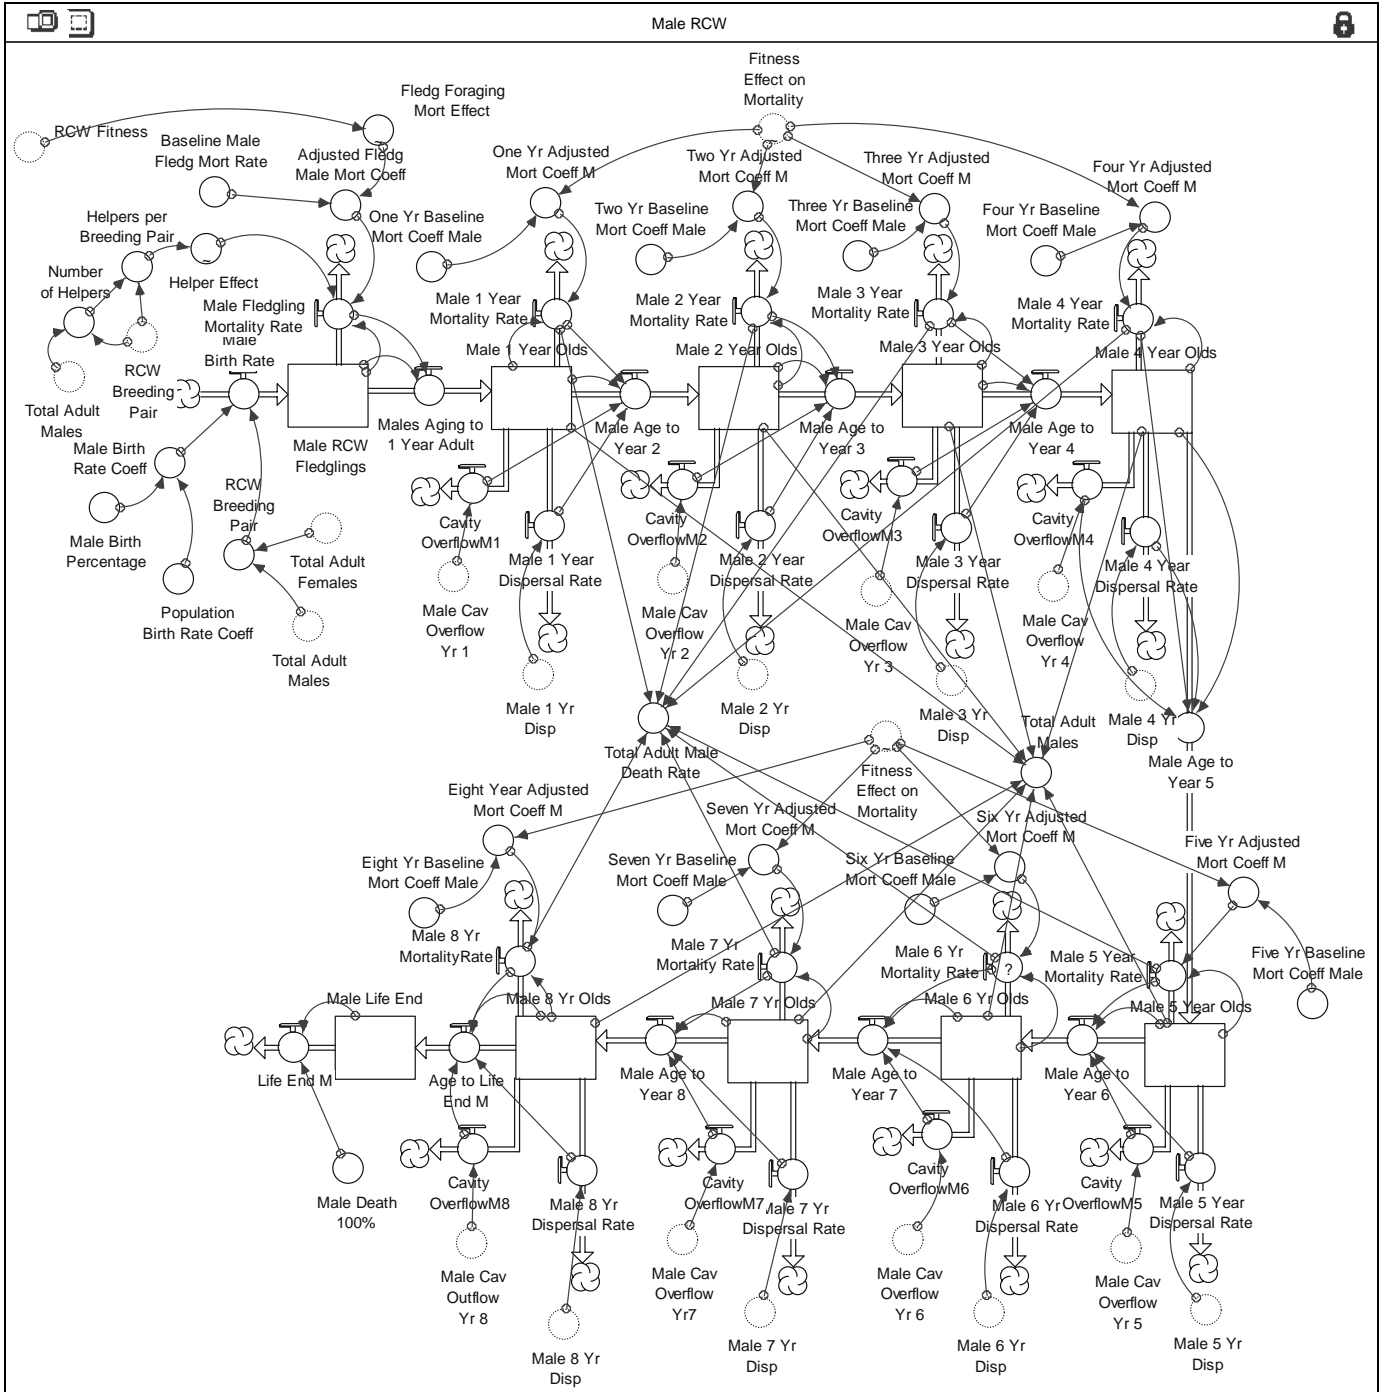 Male RCW
Fitness
Effect on
Mortality
Fledg Foraging
Mort Effect
RCW Fitness
Baseline Male
Fledg Mort Rate
Adjusted Fledg
Male Mort Coeff
One Yr Adjusted
Mort Coeff M
Two Yr Adjusted
Mort Coeff M
Three Yr Adjusted
Mort Coeff M
Four Yr Adjusted
Mort Coeff M
Helpers per
Breeding Pair
One Yr Baseline
Mort Coeff Male
Two Yr Baseline
Mort Coeff Male
Three Yr Baseline
Mort Coeff Male
Four Yr Baseline
Mort Coeff Male
Number
of Helpers
Helper Effect
Male Fledgling
Mortality Rate
Male
Birth Rate
Male 1 Year
Mortality Rate
Male 2 Year
Mortality Rate
Male 3 Year
Mortality Rate
Male 4 Year
Mortality Rate
Male 1 Year Olds
Male 2 Year Olds
Male 3 Year Olds
Male 4 Year Olds
RCW
Breeding
Pair
Total Adult
Males
Male RCW
Fledglings
Males Aging to
1 Year Adult
Male Age to
Year 2
Male Age to
Year 3
Male Age to
Year 4
Male Birth
Rate Coeff
RCW
Breeding
Pair
Male Birth
Percentage
Total Adult
Females
Population
Birth Rate Coeff
Total Adult
Males
Cavity
OverflowM1
Cavity
OverflowM2
Cavity
OverflowM3
Cavity
OverflowM4
Male 1 Year
Dispersal Rate
Male 2 Year
Dispersal Rate
Male 3 Year
Dispersal Rate
Male 4 Year
Dispersal Rate
Male Cav
Overflow
Yr 1
Male Cav
Overflow
Yr 2
Male Cav
Overflow
Yr 3
Male Cav
Overflow
Yr 4
Male 1 Yr
Disp
Male 2 Yr
Disp
Male 3 Yr
Disp
Male 4 Yr
Disp
Total Adult Male
Death Rate
Total Adult
Males
Male Age to
Year 5
Fitness
Effect on
Mortality
Eight Year Adjusted
Mort Coeff M
Seven Yr Adjusted
Mort Coeff M
Six Yr Adjusted
Mort Coeff M
Five Yr Adjusted
Mort Coeff M
Eight Yr Baseline
Mort Coeff Male
Seven Yr Baseline
Mort Coeff Male
Six Yr Baseline
Mort Coeff Male
Five Yr Baseline
Mort Coeff Male
Male 8 Yr
MortalityRate
Male 7 Yr
Mortality Rate
Male 6 Yr
Mortality Rate
?
Male 5 Year
Mortality Rate
Male Life End
Male 8 Yr Olds
Male 7 Yr Olds
Male 6 Yr Olds
Male 5 Year Olds
Life End M
Age to Life
End M
Male Age to
Year 8
Male Age to
Year 7
Male Age to
Year 6
Male Death
100%
Cavity
OverflowM8
Cavity
OverflowM7
Cavity
OverflowM6
Cavity
OverflowM5
Male 8 Yr
Dispersal Rate
Male 7 Yr
Dispersal Rate
Male 6 Yr
Dispersal Rate
Male 5 Year
Dispersal Rate
Male Cav
Outflow
Yr 8
Male Cav
Overflow
Yr7
Male Cav
Overflow
Yr 6
Male Cav
Overflow
Yr 5
Male 8 Yr
Disp
Male 7 Yr
Disp
Male 6 Yr
Disp
Male 5 Yr
Disp